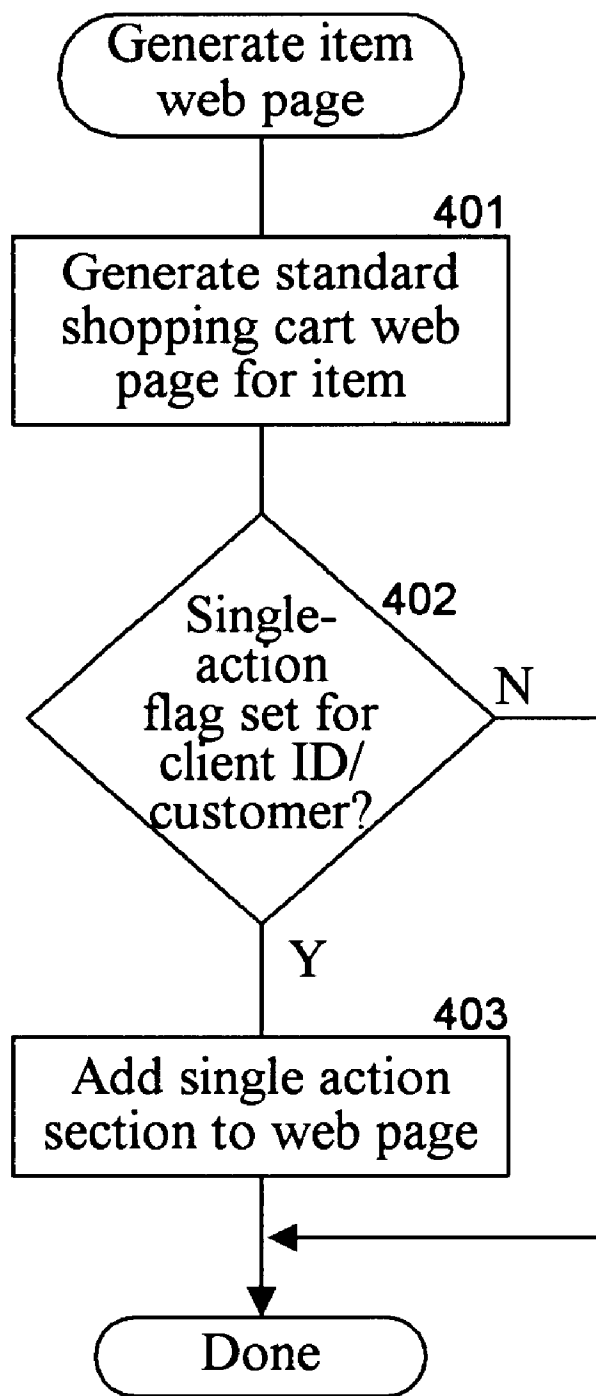 Generate item
web page
401
Generate standard
shopping cart web
page for item
402
Single-
action
flag set for
client ID/
customer?
N
Y
403
Add single action
section to web page
Done